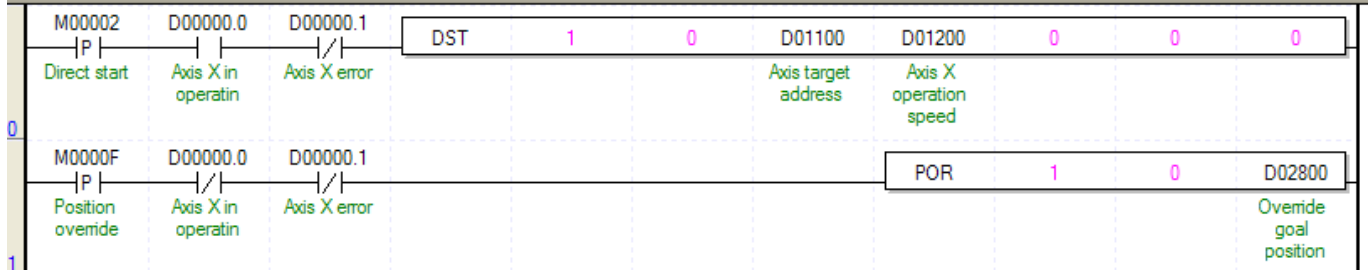 M00002 D00000.0 D00000.1
P
DST 1 0 D01100 D01200 0 0 0
Direct start Axis X in Axis X error Axis target Axis X
operatin address operation
speed
0
M0000F D00000.0 D00000.1
P
POR 1 0 D02800
Position Axis X in Axis X error Override
override operatin goal
position
1